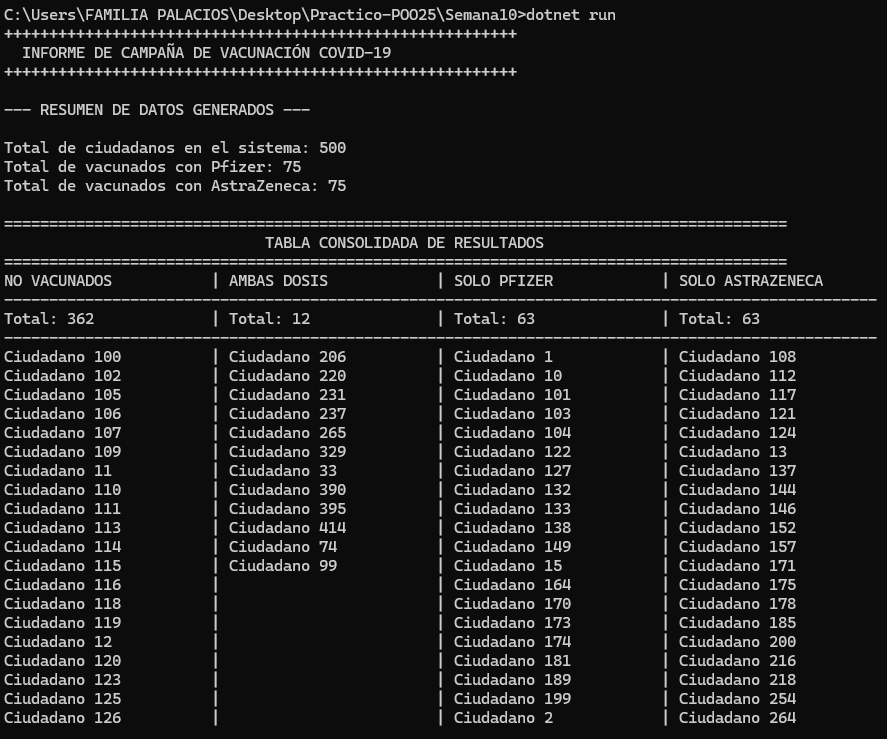 C:\Users\FAMILIA PALACIOS\Desktop\Practico-POO25\Semana10>dotnet run
+++++++++++++++++++++++++++++++++++++++++++++++++++++++++
  INFORME DE CAMPAÑA DE VACUNACIÓN COVID-19
+++++++++++++++++++++++++++++++++++++++++++++++++++++++++
--- RESUMEN DE DATOS GENERADOS ---
Total de ciudadanos en el sistema: 500
Total de vacunados con Pfizer: 75
Total de vacunados con AstraZeneca: 75
=======================================================================================
                             TABLA CONSOLIDADA DE RESULTADOS
=======================================================================================
NO VACUNADOS           | AMBAS DOSIS            | SOLO PFIZER            | SOLO ASTRAZENECA
-------------------------------------------------------------------------------------------------
Total: 362             | Total: 12              | Total: 63              | Total: 63
-------------------------------------------------------------------------------------------------
Ciudadano 100          | Ciudadano 206          | Ciudadano 1            | Ciudadano 108
Ciudadano 102          | Ciudadano 220          | Ciudadano 10           | Ciudadano 112
Ciudadano 105          | Ciudadano 231          | Ciudadano 101          | Ciudadano 117
Ciudadano 106          | Ciudadano 237          | Ciudadano 103          | Ciudadano 121
Ciudadano 107          | Ciudadano 265          | Ciudadano 104          | Ciudadano 124
Ciudadano 109          | Ciudadano 329          | Ciudadano 122          | Ciudadano 13
Ciudadano 11           | Ciudadano 33           | Ciudadano 127          | Ciudadano 137
Ciudadano 110          | Ciudadano 390          | Ciudadano 132          | Ciudadano 144
Ciudadano 111          | Ciudadano 395          | Ciudadano 133          | Ciudadano 146
Ciudadano 113          | Ciudadano 414          | Ciudadano 138          | Ciudadano 152
Ciudadano 114          | Ciudadano 74           | Ciudadano 149          | Ciudadano 157
Ciudadano 115          | Ciudadano 99           | Ciudadano 15           | Ciudadano 171
Ciudadano 116          |                        | Ciudadano 164          | Ciudadano 175
Ciudadano 118          |                        | Ciudadano 170          | Ciudadano 178
Ciudadano 119          |                        | Ciudadano 173          | Ciudadano 185
Ciudadano 12           |                        | Ciudadano 174          | Ciudadano 200
Ciudadano 120          |                        | Ciudadano 181          | Ciudadano 216
Ciudadano 123          |                        | Ciudadano 189          | Ciudadano 218
Ciudadano 125          |                        | Ciudadano 199          | Ciudadano 254
Ciudadano 126          |                        | Ciudadano 2            | Ciudadano 264